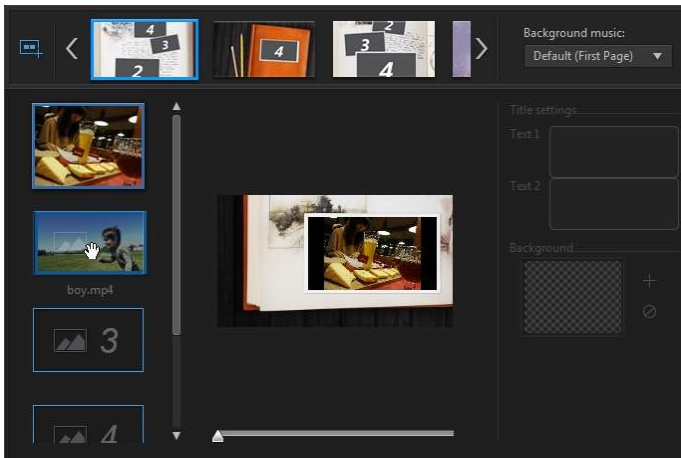 4
3
2
4
2
3
4
Background music:
Default (First Page)
Title settings
Text 1
Text 2
Background
boy.mp4
3
4